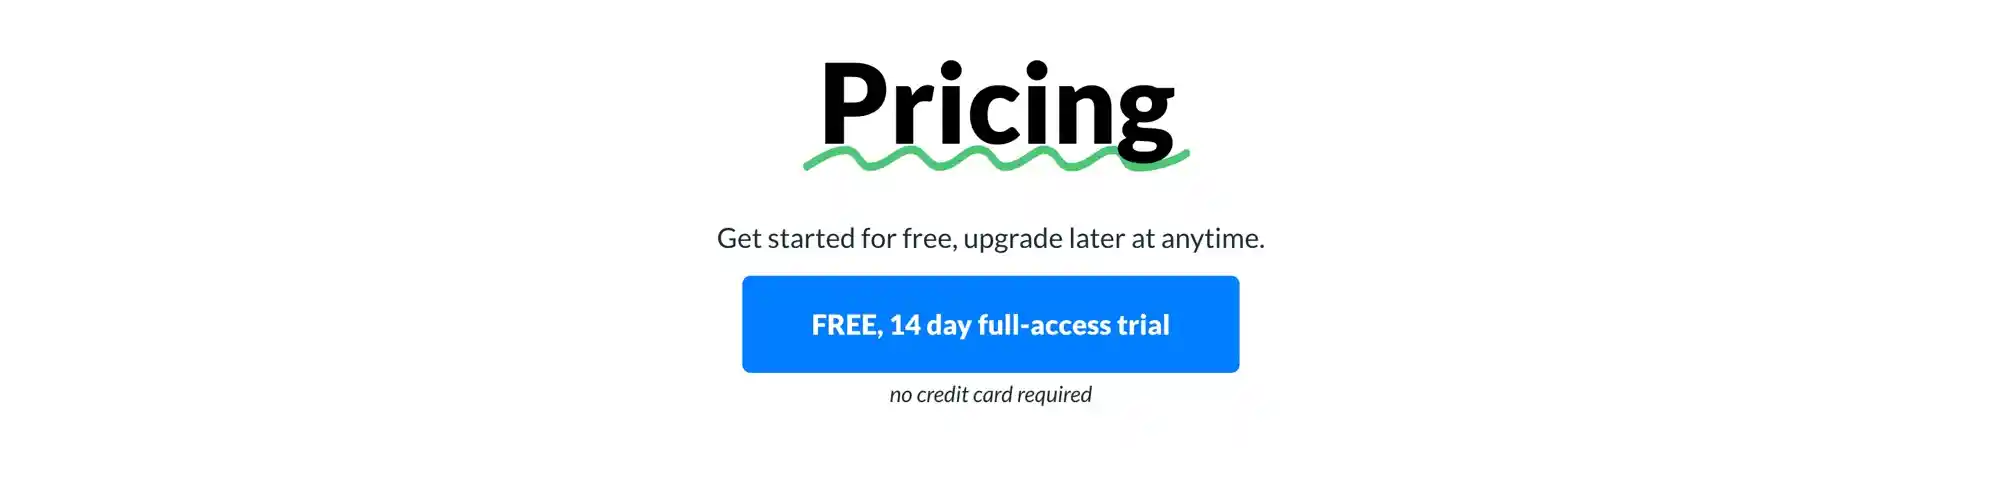 Pricing
Get started for free, upgrade later at anytime.
FREE, 14 day full-access trial
no credit card required